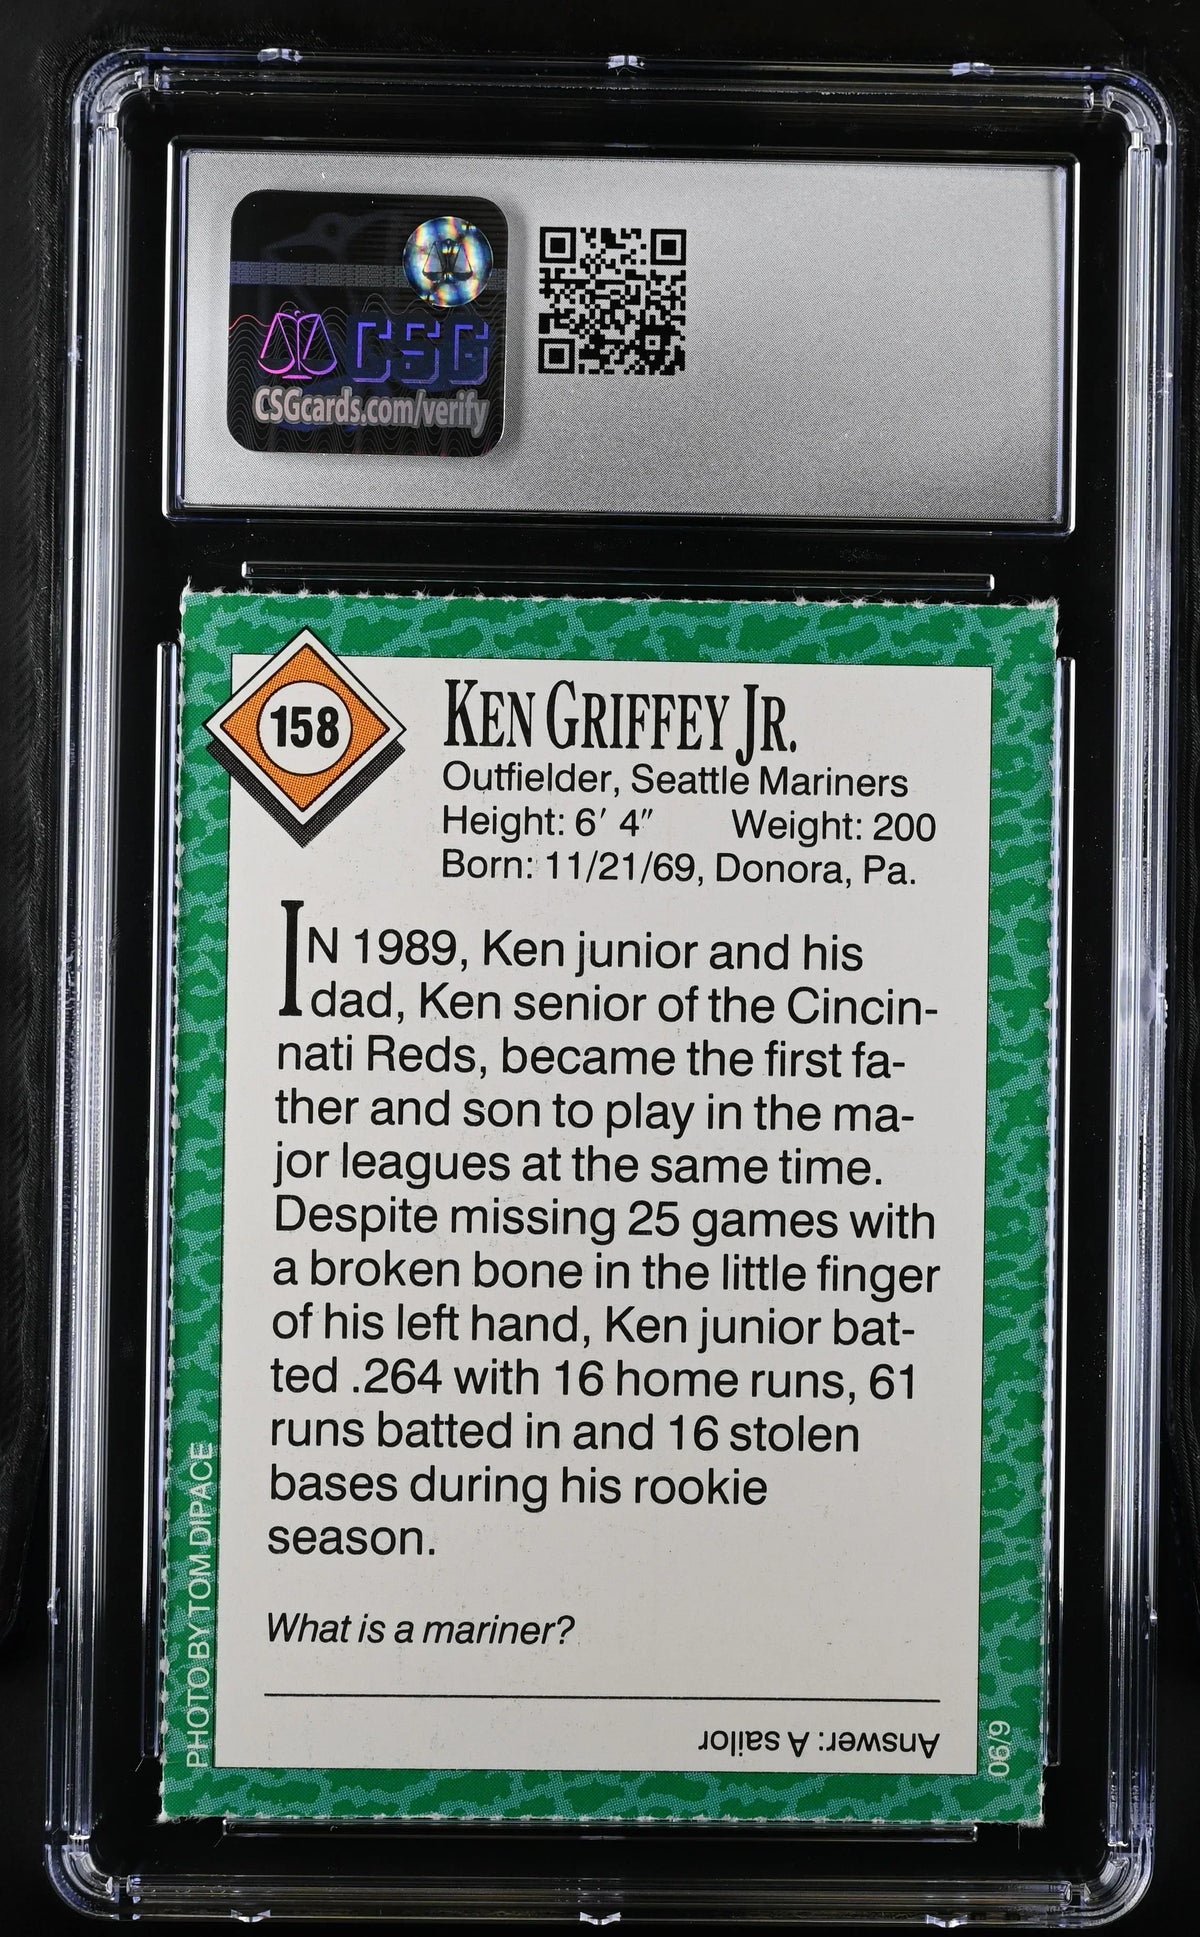 CSG
CSGcards.com/verify
158
KEN GRIFFEY JR.
Outfielder, Seattle Mariners
Height: 6′ 4″ Weight: 200
Born: 11/21/69, Donora, Pa.
IN 1989, Ken junior and his
dad, Ken senior of the Cincin-
nati Reds, became the first fa-
ther and son to play in the ma-
jor leagues at the same time.
Despite missing 25 games with
a broken bone in the little finger
of his left hand, Ken junior bat-
ted .264 with 16 home runs, 61
runs batted in and 16 stolen
bases during his rookie
season.
What is a mariner?
Answer: A sailor
PHOTO BY TOM DIPACE
6/90